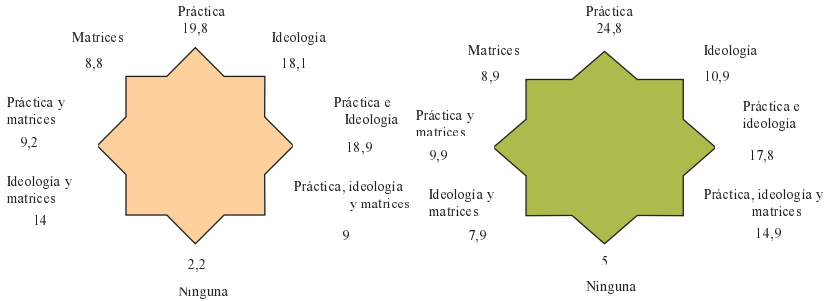 Práctica
19,8
Matrices
8,8
Ideología
18,1
Práctica y
matrices
9,2
Práctica e
Ideología
18,9
Ideología y
matrices
14
Práctica, ideología
y matrices
9
2,2
Ninguna
Práctica
24,8
Matrices
8,9
Ideología
10,9
Práctica y
matrices
9,9
Práctica e
ideología
17,8
Ideología y
matrices
7,9
Práctica, ideología y
matrices
14,9
5
Ninguna